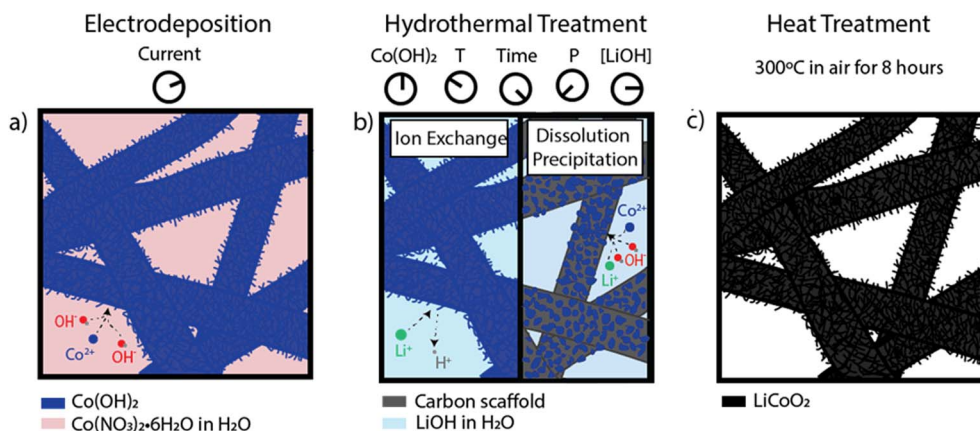 Electrodeposition
Current
a)
OH⁻
Co²⁺
OH⁻
Co(OH)₂
Co(NO₃)₂•6H₂O in H₂O
Hydrothermal Treatment
Co(OH)₂ T Time P [LiOH]
b)
Ion Exchange
Dissolution
Precipitation
Co²⁺
OH⁻
Li⁺
Li⁺
H⁺
Carbon scaffold
LiOH in H₂O
Heat Treatment
300ºC in air for 8 hours
c)
LiCoO₂